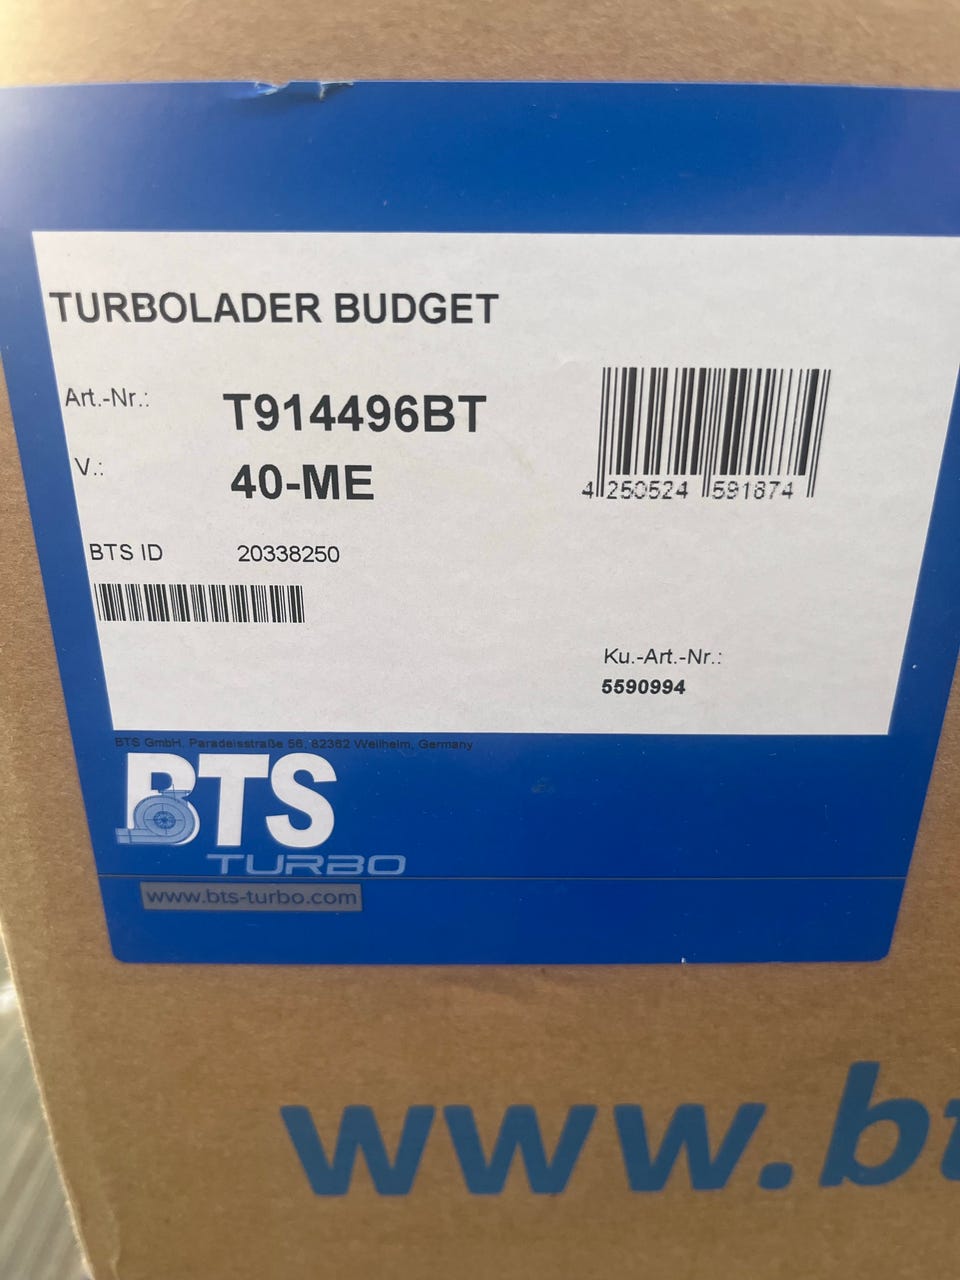 TURBOLADER BUDGET
Art.-Nr.: T914496BT
V.: 40-ME
4 250524 591874
BTS ID 20338250
Ku.-Art.-Nr.:
5590994
BTS GmbH, Paradeisstraße 56, 82362 Weilheim, Germany
BTS
TURBO
www.bts-turbo.com
www.bt